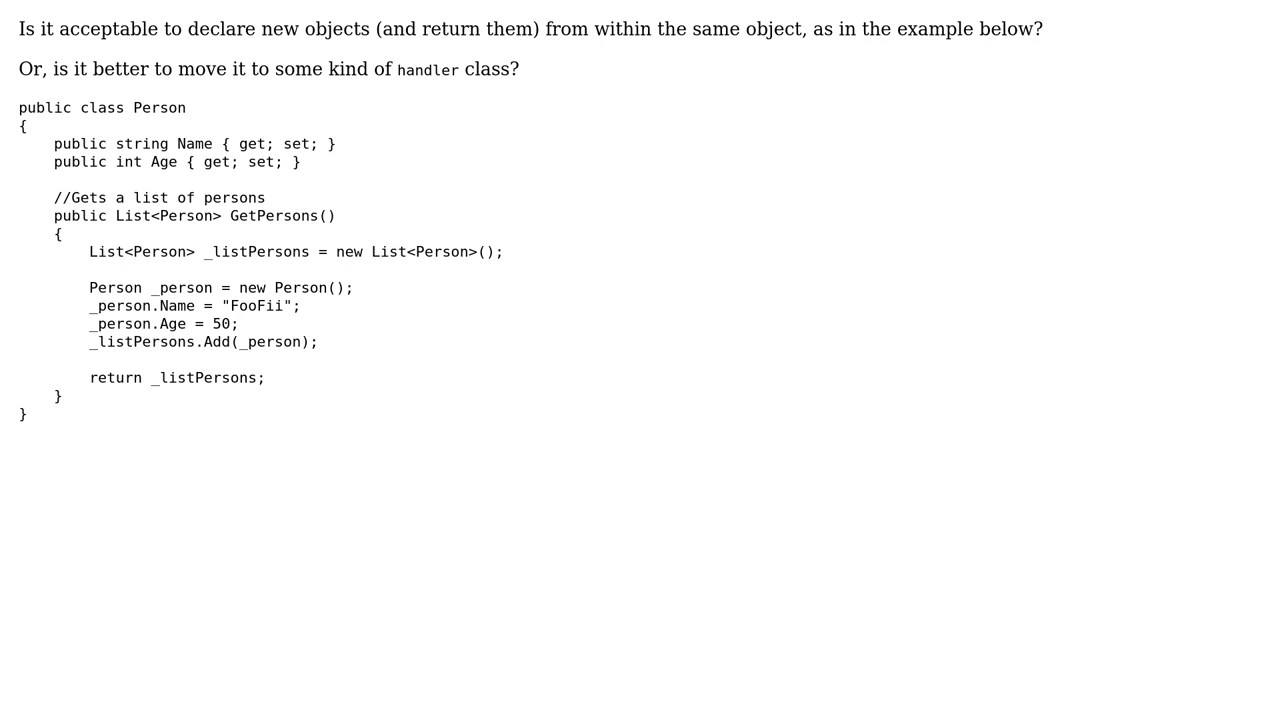 Is it acceptable to declare new objects (and return them) from within the same object, as in the example below?
Or, is it better to move it to some kind of handler class?
public class Person
{
    public string Name { get; set; }
    public int Age { get; set; }

    //Gets a list of persons
    public List<Person> GetPersons()
    {
        List<Person> _listPersons = new List<Person>();

        Person _person = new Person();
        _person.Name = "FooFii";
        _person.Age = 50;
        _listPersons.Add(_person);

        return _listPersons;
    }
}